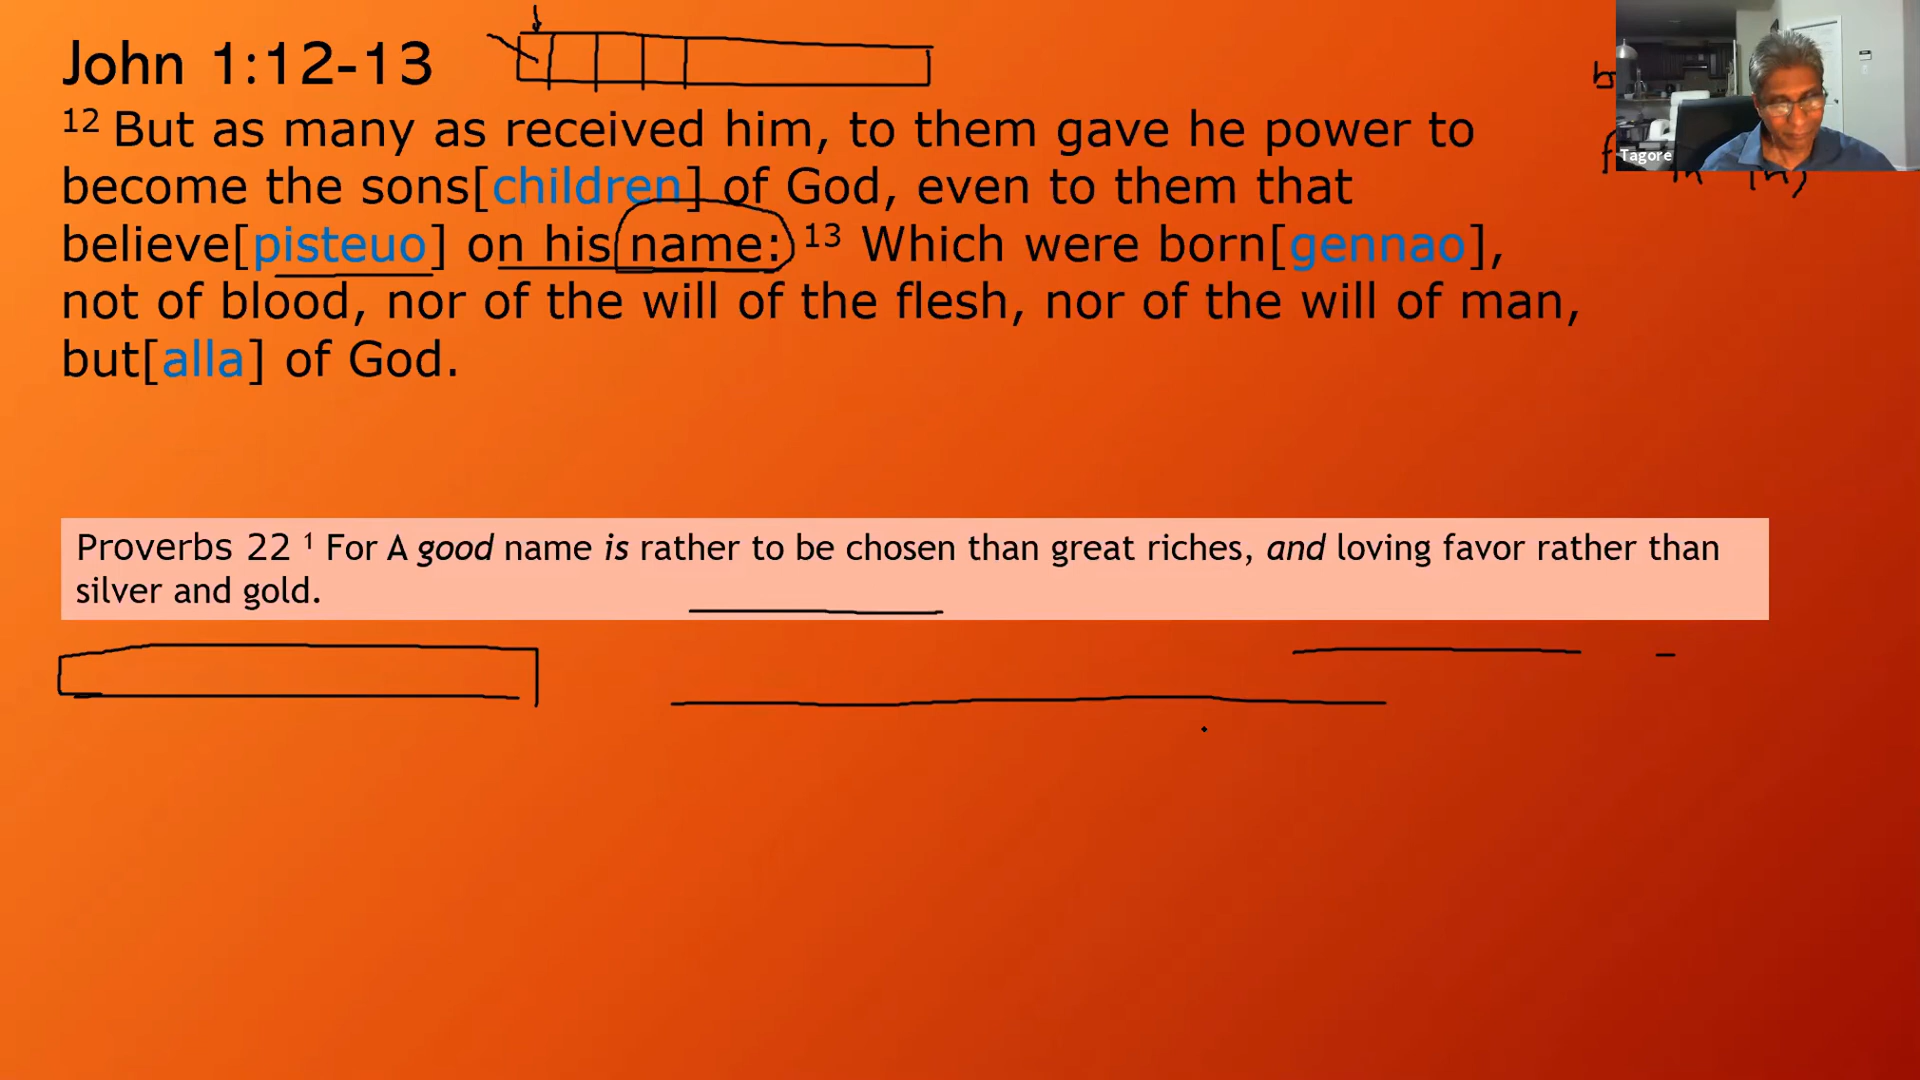 John 1:12-13
12 But as many as received him, to them gave he power to
become the sons[children] of God, even to them that
believe[pisteuo] on his name: 13 Which were born[gennao],
not of blood, nor of the will of the flesh, nor of the will of man,
but[alla] of God.
Tagore
Proverbs 22 1 For A good name is rather to be chosen than great riches, and loving favor rather than
silver and gold.